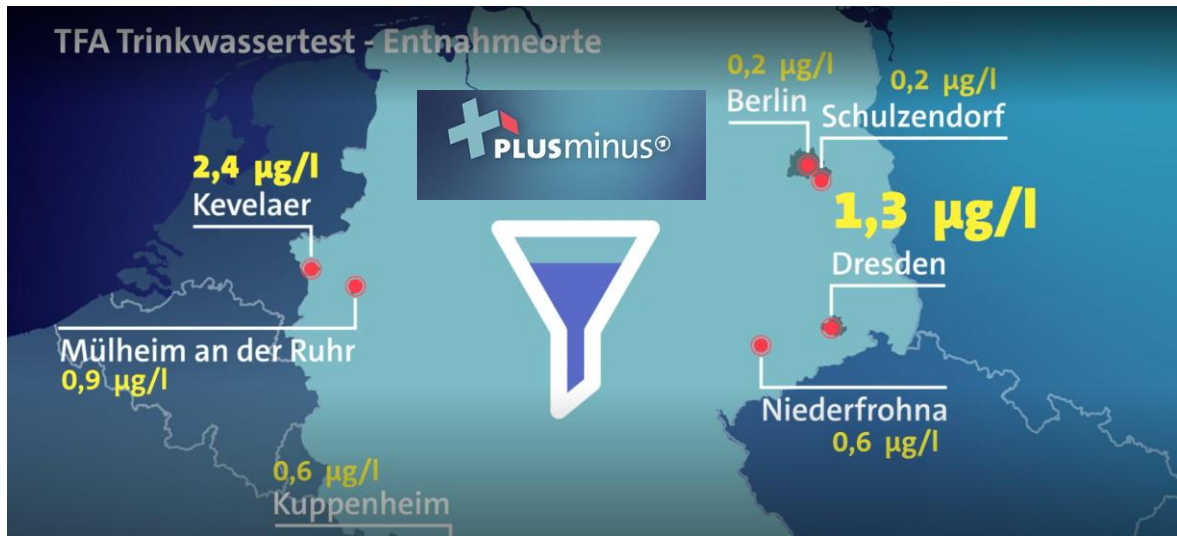 TFA Trinkwassertest - Entnahmeorte
PLUSminus
0,2 µg/l
Berlin
0,2 µg/l
Schulzendorf
2,4 µg/l
Kevelaer
1,3 µg/l
Dresden
Mülheim an der Ruhr
0,9 µg/l
Niederfrohna
0,6 µg/l
0,6 µg/l
Kuppenheim